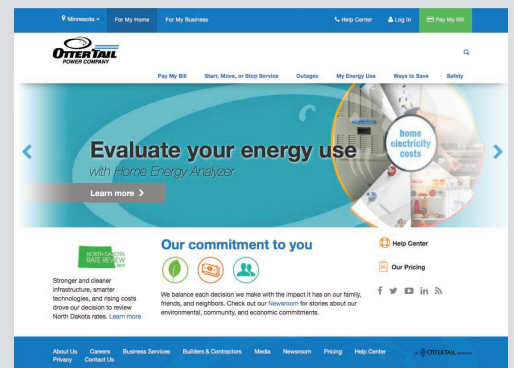 Minnesota
For My Home
For My Business
Help Center
Log In
Pay My Bill
OTTER TAIL
POWER COMPANY
Pay My Bill
Start, Move, or Stop Service
Outages
My Energy Use
Ways to Save
Safety
Evaluate your energy use
with Home Energy Analyzer
Learn more
home
electricity
costs
NORTH DAKOTA
RATE REVIEW
Stronger and cleaner
infrastructure, smarter
technologies, and rising costs
drove our decision to review
North Dakota rates. Learn more
Our commitment to you
We balance each decision we make with the impact it has on our family,
friends, and neighbors. Check out our Newsroom for stories about our
environmental, community, and economic commitments.
Help Center
Our Pricing
About Us
Careers
Business Services
Builders & Contractors
Media
Newsroom
Pricing
Help Center
Privacy
Contact Us
OTTERTAIL